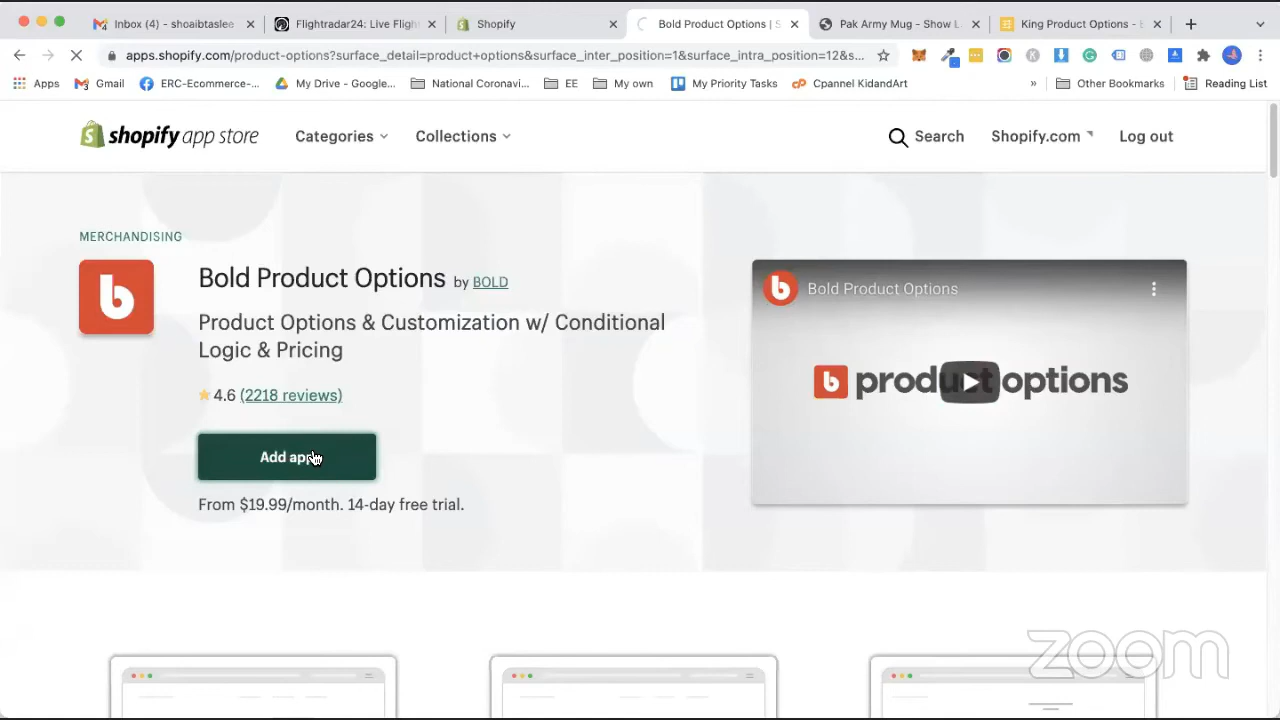 Inbox (4) - shoaibtaslee
Flightradar24: Live Flight
Shopify
Bold Product Options | S
Pak Army Mug - Show L
King Product Options - E
apps.shopify.com/product-options?surface_detail=product+options&surface_inter_position=1&surface_intra_position=12&s...
Apps
Gmail
ERC-Ecommerce-...
My Drive - Google...
National Coronavi...
EE
My own
My Priority Tasks
Cpannel KidandArt
»
Other Bookmarks
Reading List
shopify app store
Categories
Collections
Search
Shopify.com
Log out
MERCHANDISING
Bold Product Options by BOLD
Product Options & Customization w/ Conditional
Logic & Pricing
4.6 (2218 reviews)
Add app
From $19.99/month. 14-day free trial.
b
Bold Product Options
b product options
zoom